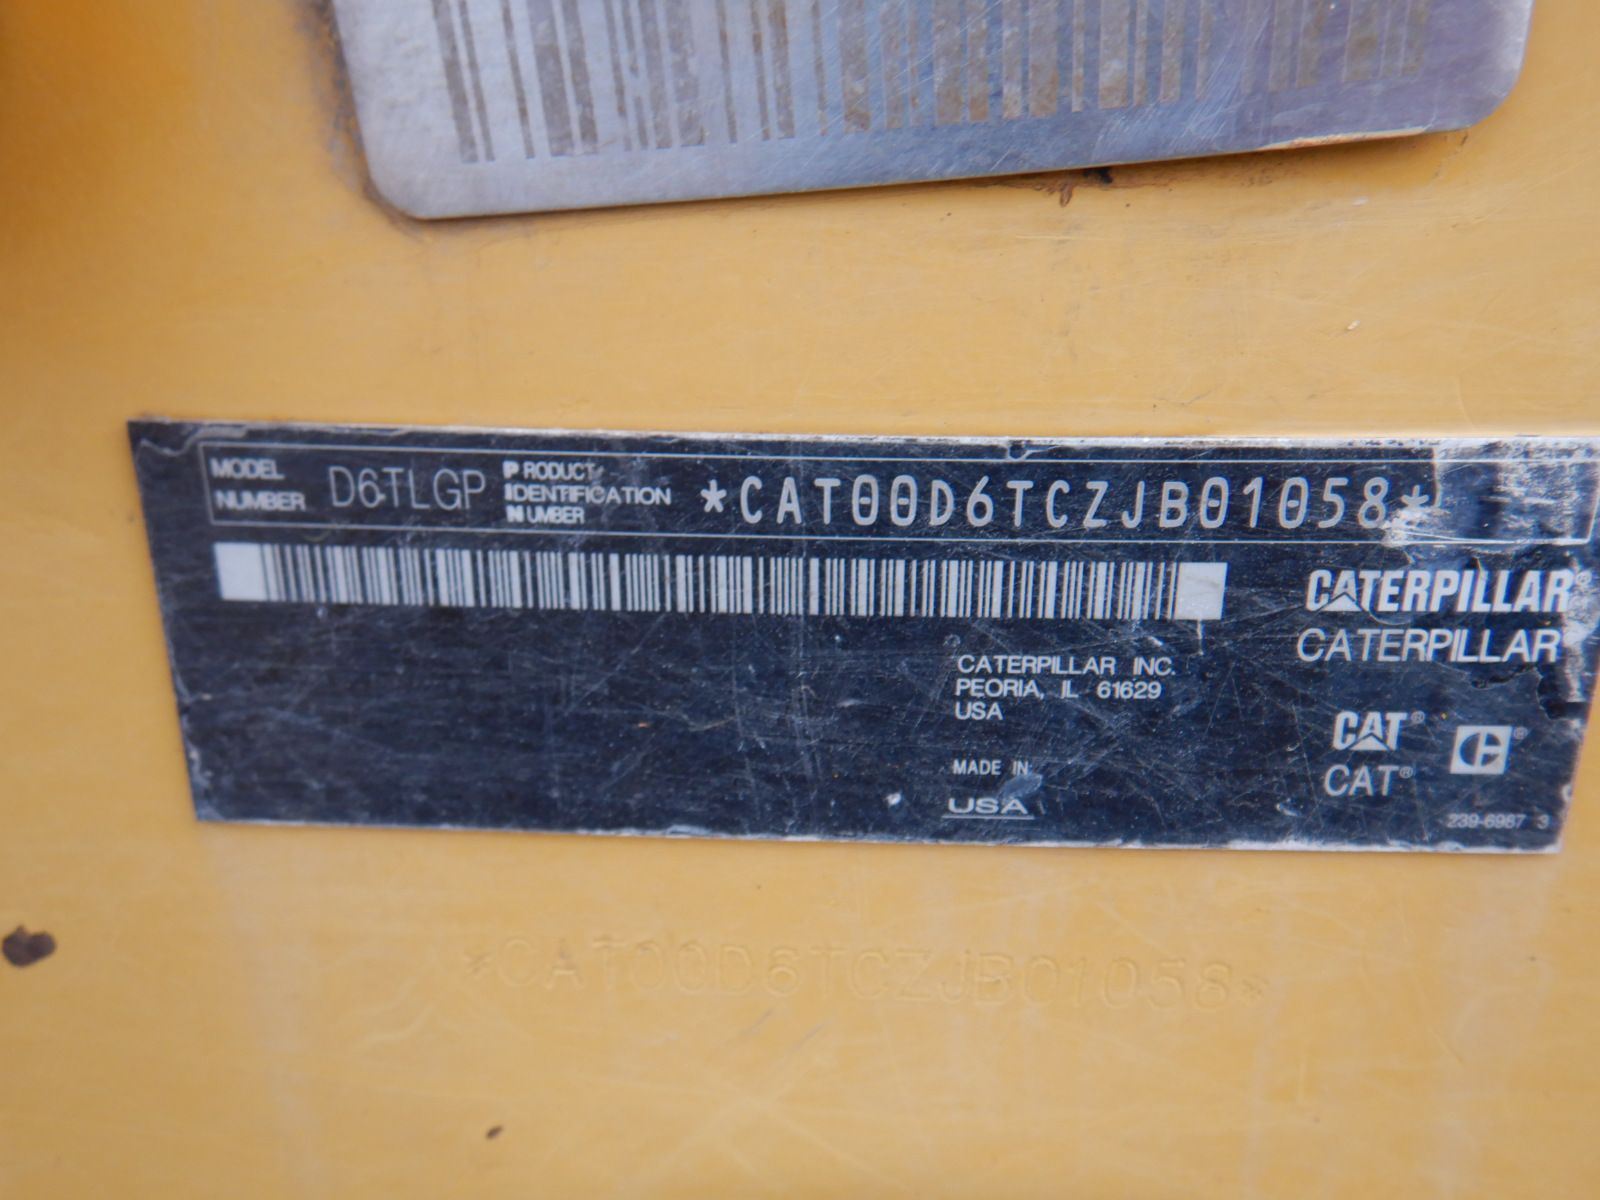 MODEL NUMBER D6TLGP PRODUCT IDENTIFICATION NUMBER *CAT00D6TCZJB01058*
CATERPILLAR®
CATERPILLAR
CATERPILLAR INC.
PEORIA, IL 61629
USA
CAT®
CAT®
MADE IN
USA
239-6987 3
*CAT00D6TCZJB01058*